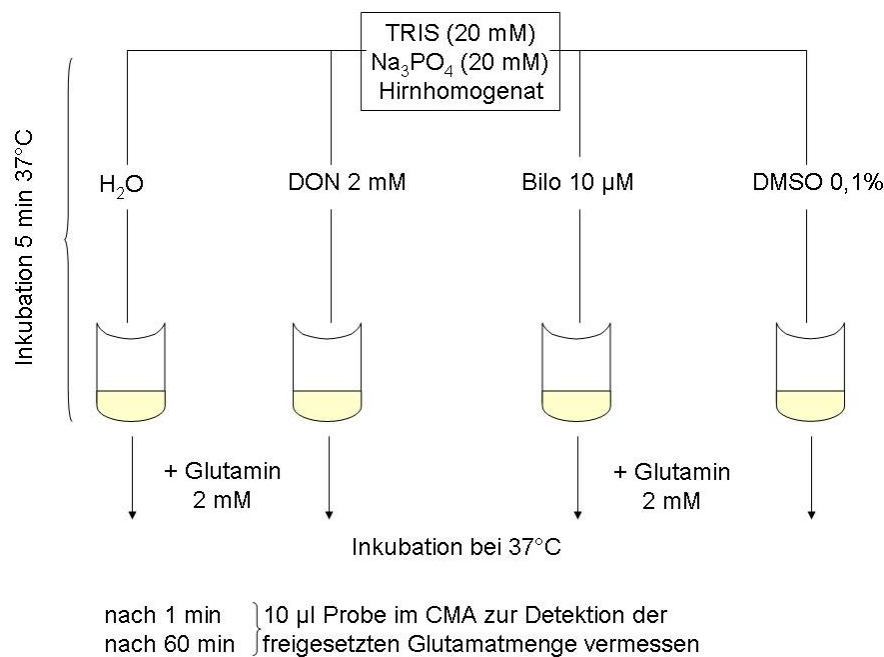 TRIS (20 mM)
Na₃PO₄ (20 mM)
Hirnhomogenat
Inkubation 5 min 37°C
H₂O
DON 2 mM
Bilo 10 µM
DMSO 0,1%
+ Glutamin
2 mM
+ Glutamin
2 mM
Inkubation bei 37°C
nach 1 min
nach 60 min
10 µl Probe im CMA zur Detektion der
freigesetzten Glutamatmenge vermessen